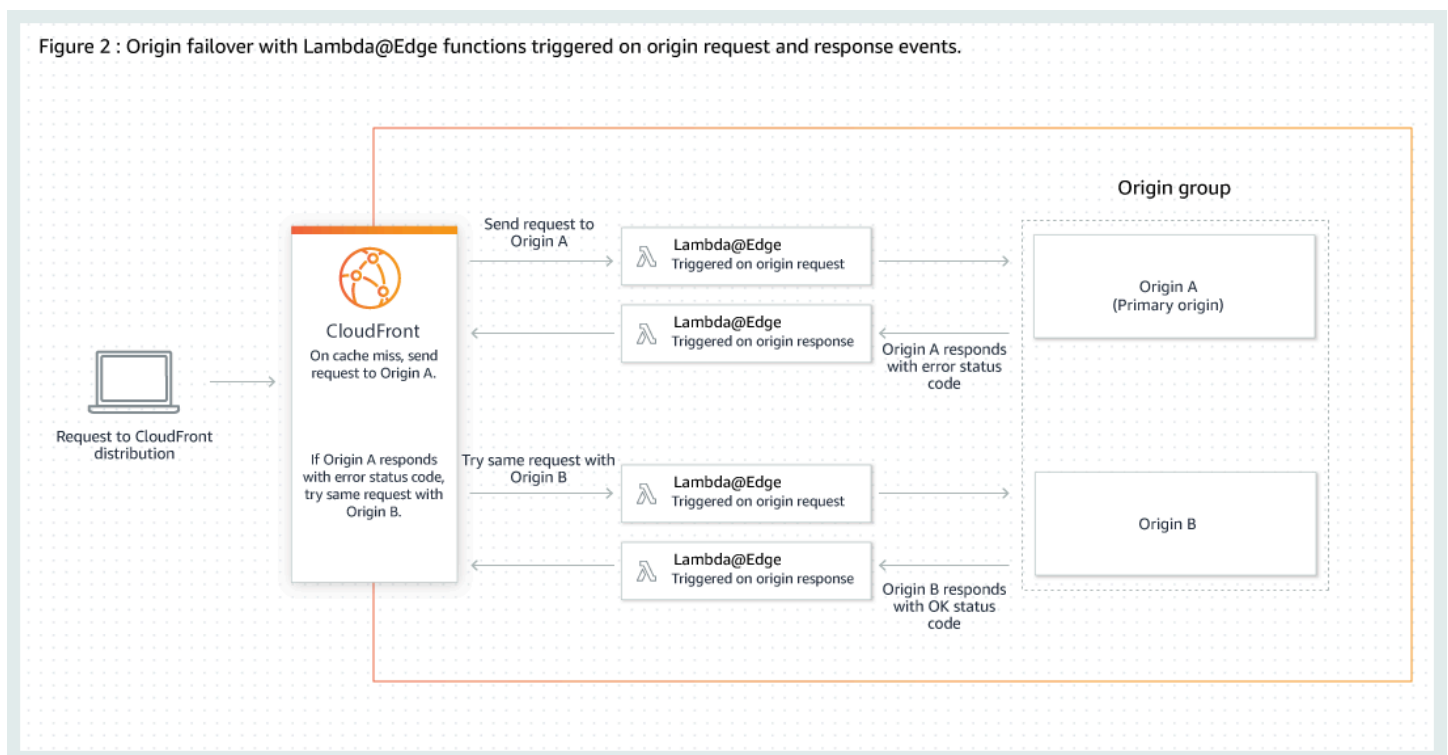 Figure 2 : Origin failover with Lambda@Edge functions triggered on origin request and response events.
Origin group
Send request to
Origin A
Lambda@Edge
Triggered on origin request
Origin A
(Primary origin)
CloudFront
On cache miss, send
request to Origin A.
Lambda@Edge
Triggered on origin response
Origin A responds
with error status
code
Request to CloudFront
distribution
If Origin A responds
with error status code,
try same request with
Origin B.
Try same request with
Origin B
Lambda@Edge
Triggered on origin request
Origin B
Lambda@Edge
Triggered on origin response
Origin B responds
with OK status
code